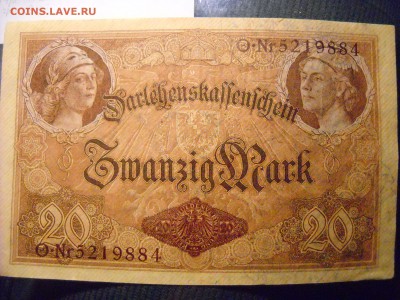 COINS.LAVE.RU
O·Nr5219884
Darlehenskassenschein
Zwanzig Mark
20 20
O·Nr5219884